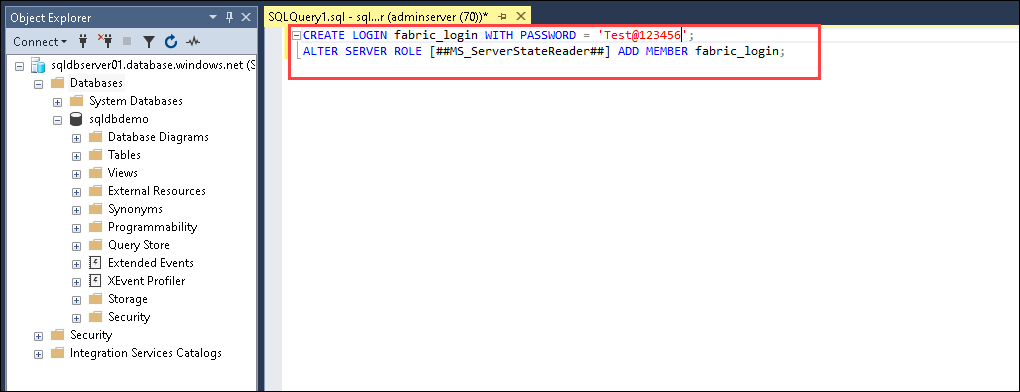 Object Explorer
Connect
sqldbserver01.database.windows.net (S
Databases
System Databases
sqldbdemo
Database Diagrams
Tables
Views
External Resources
Synonyms
Programmability
Query Store
Extended Events
XEvent Profiler
Storage
Security
Security
Integration Services Catalogs
SQLQuery1.sql - sql...r (adminserver (70))*
CREATE LOGIN fabric_login WITH PASSWORD = 'Test@123456';
ALTER SERVER ROLE [##MS_ServerStateReader##] ADD MEMBER fabric_login;